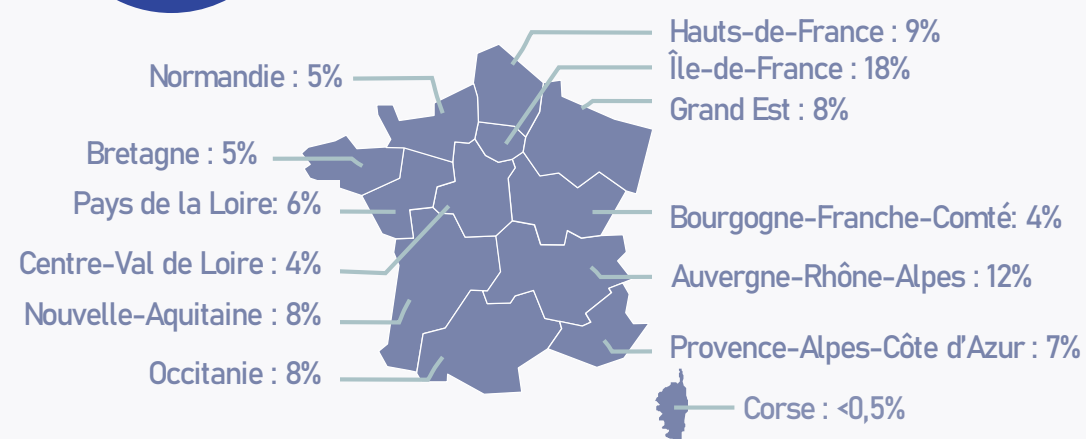 Normandie : 5%
Bretagne : 5%
Pays de la Loire: 6%
Centre-Val de Loire : 4%
Nouvelle-Aquitaine : 8%
Occitanie : 8%
Hauts-de-France : 9%
Île-de-France : 18%
Grand Est : 8%
Bourgogne-Franche-Comté: 4%
Auvergne-Rhône-Alpes : 12%
Provence-Alpes-Côte d'Azur : 7%
Corse : <0,5%